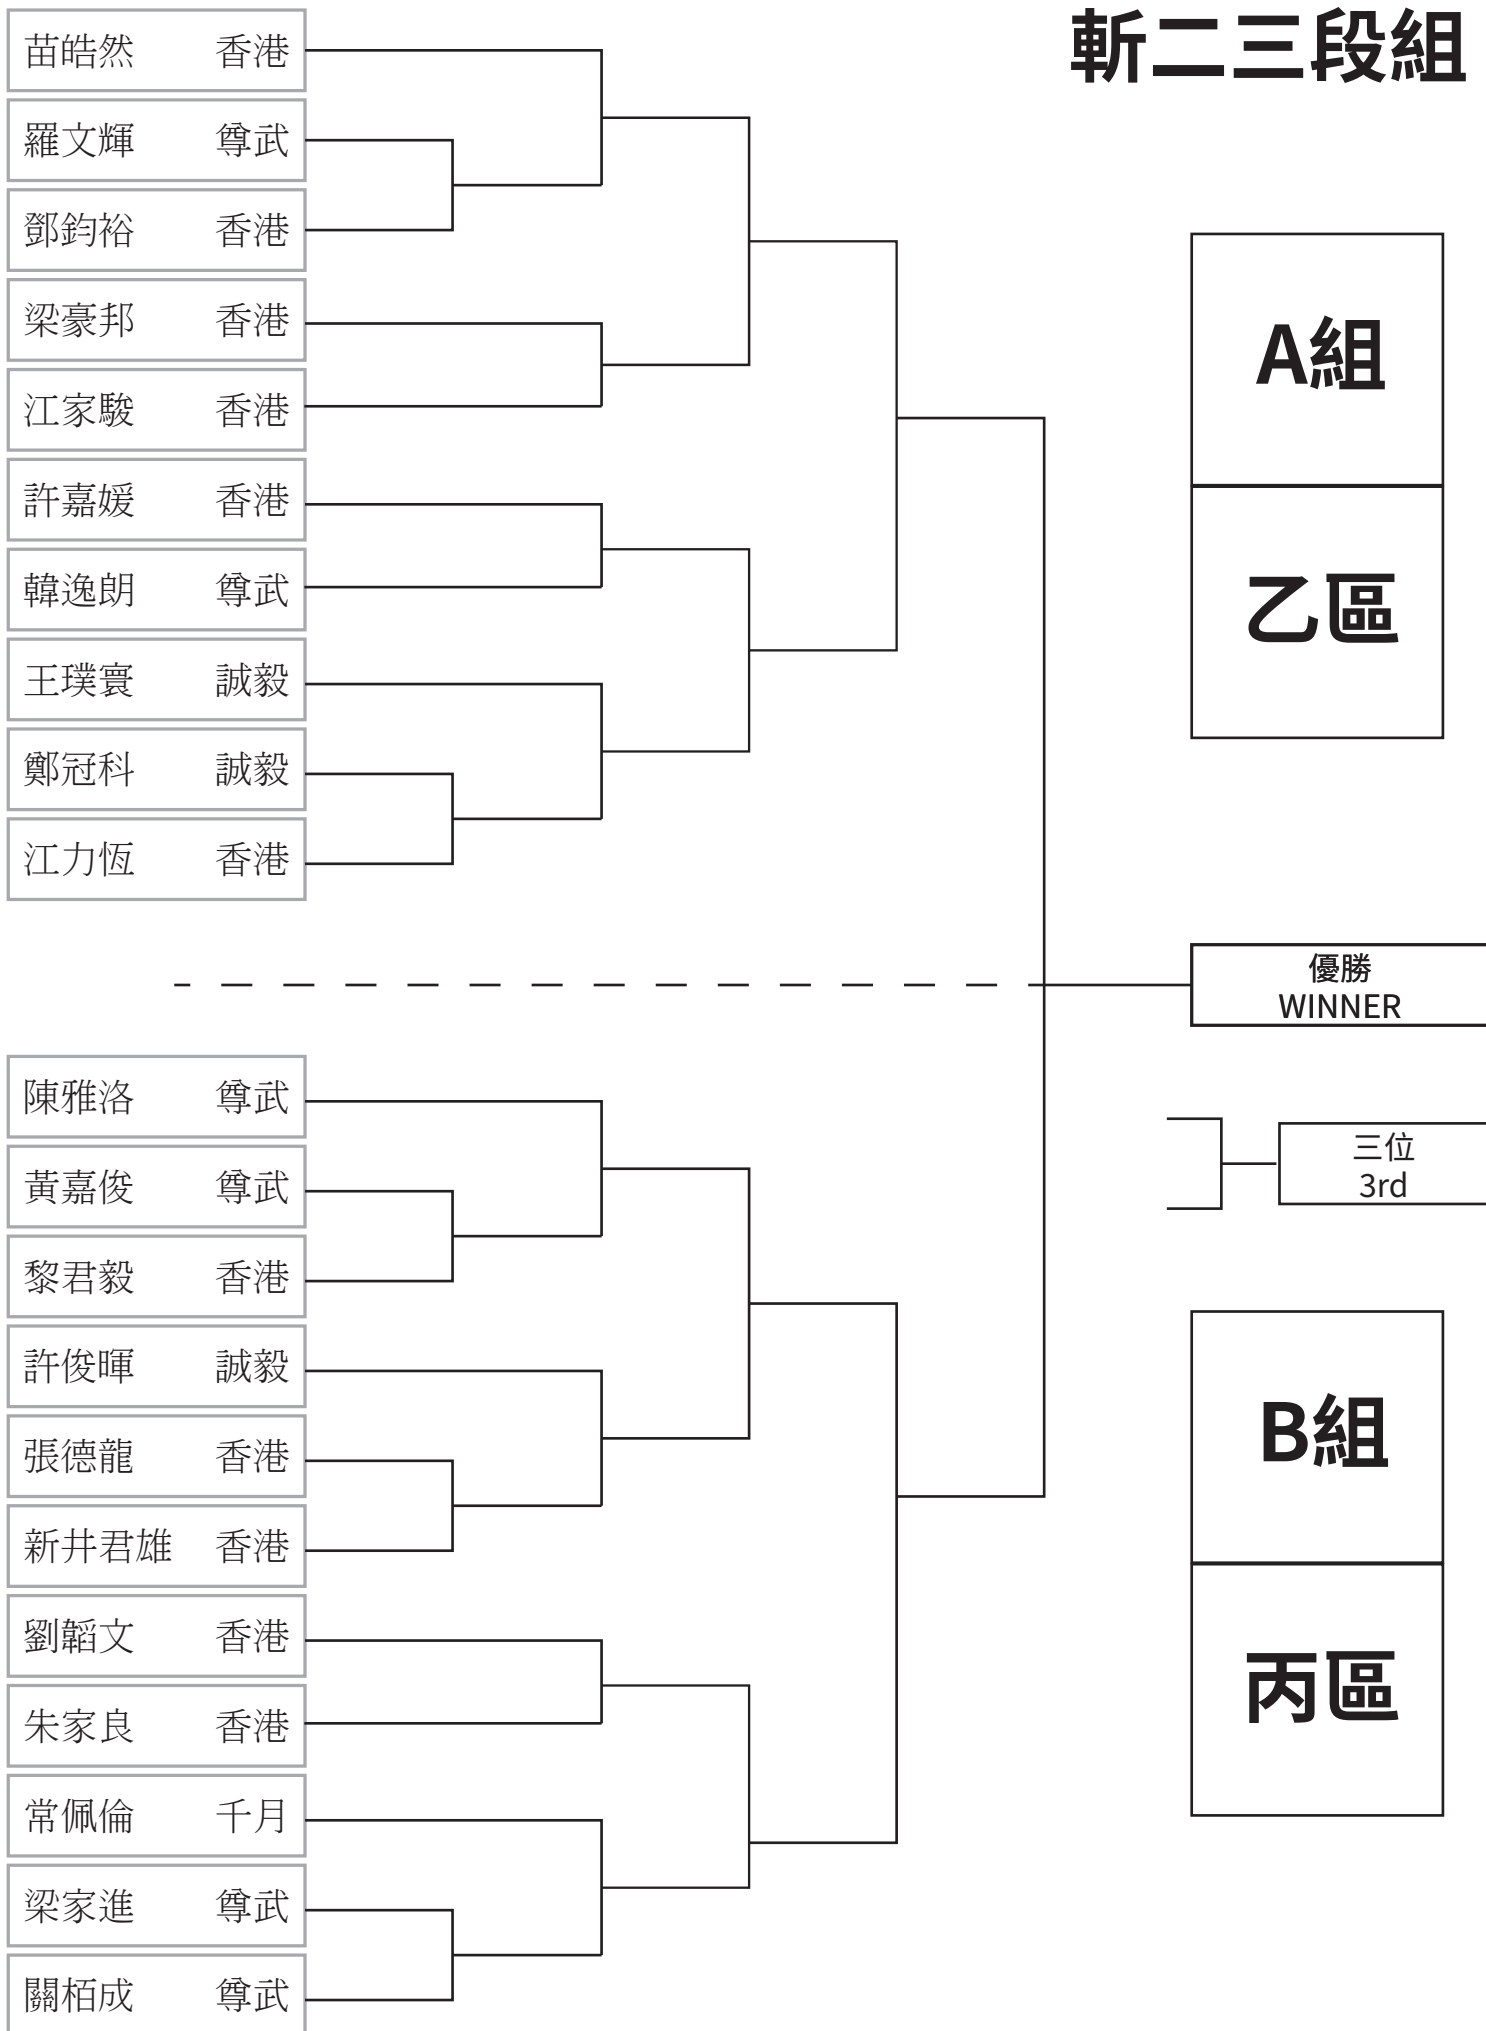 斬二三段組
苗皓然 香港
羅文輝 尊武
鄧鈞裕 香港
梁豪邦 香港
江家駿 香港
許嘉媛 香港
韓逸朗 尊武
王璞寰 誠毅
鄭冠科 誠毅
江力恆 香港
A組
乙區
優勝
WINNER
三位
3rd
陳雅洛 尊武
黃嘉俊 尊武
黎君毅 香港
許俊暉 誠毅
張德龍 香港
新井君雄 香港
劉韜文 香港
朱家良 香港
常佩倫 千月
梁家進 尊武
關栢成 尊武
B組
丙區